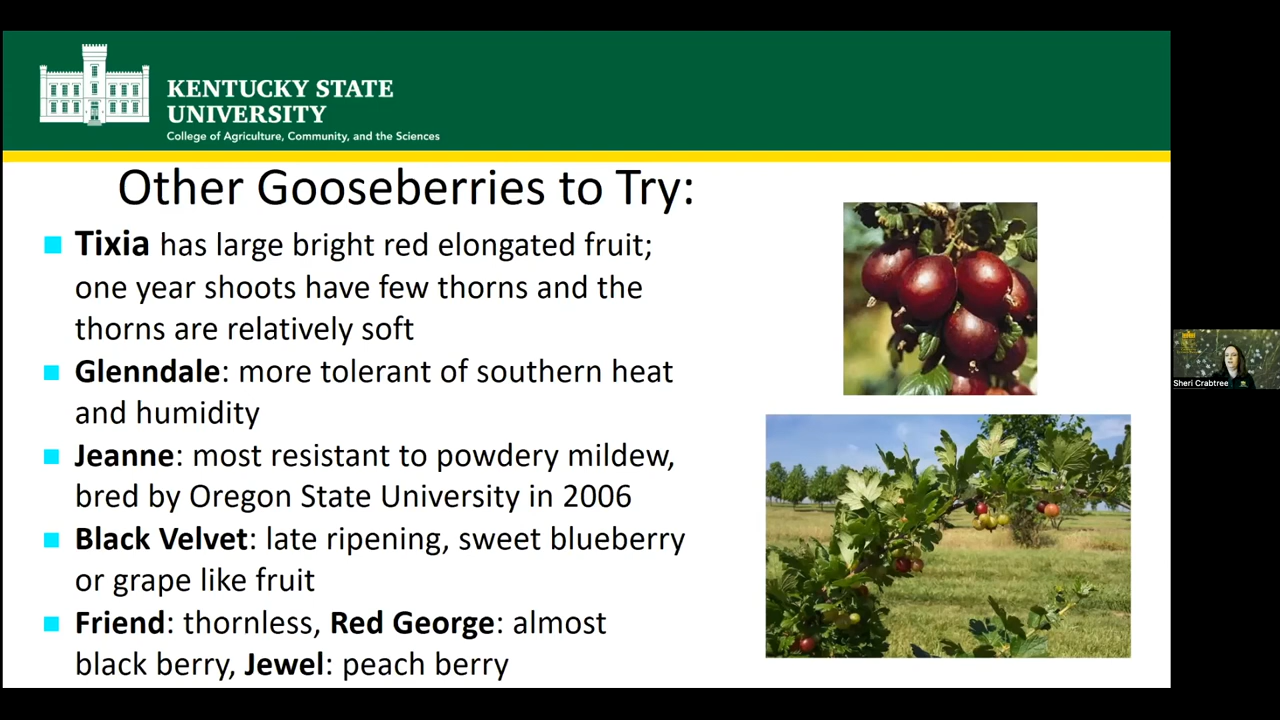 KENTUCKY STATE
UNIVERSITY
College of Agriculture, Community, and the Sciences
Other Gooseberries to Try:
Tixia has large bright red elongated fruit;
one year shoots have few thorns and the
thorns are relatively soft
Glenndale: more tolerant of southern heat
and humidity
Jeanne: most resistant to powdery mildew,
bred by Oregon State University in 2006
Black Velvet: late ripening, sweet blueberry
or grape like fruit
Friend: thornless, Red George: almost
black berry, Jewel: peach berry
Sheri Crabtree